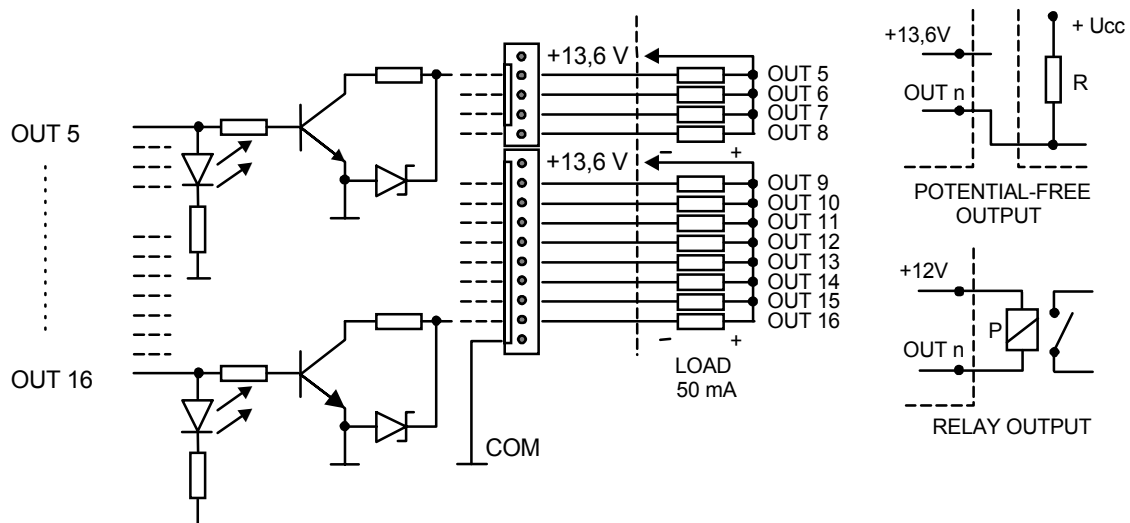 OUT 5
OUT 16
+13,6 V
OUT 5
OUT 6
OUT 7
OUT 8
– +
+13,6 V
OUT 9
OUT 10
OUT 11
OUT 12
OUT 13
OUT 14
OUT 15
OUT 16
– +
LOAD
50 mA
COM
+ Ucc
+13,6V
R
OUT n
POTENTIAL-FREE
OUTPUT
+12V
P
OUT n
RELAY OUTPUT